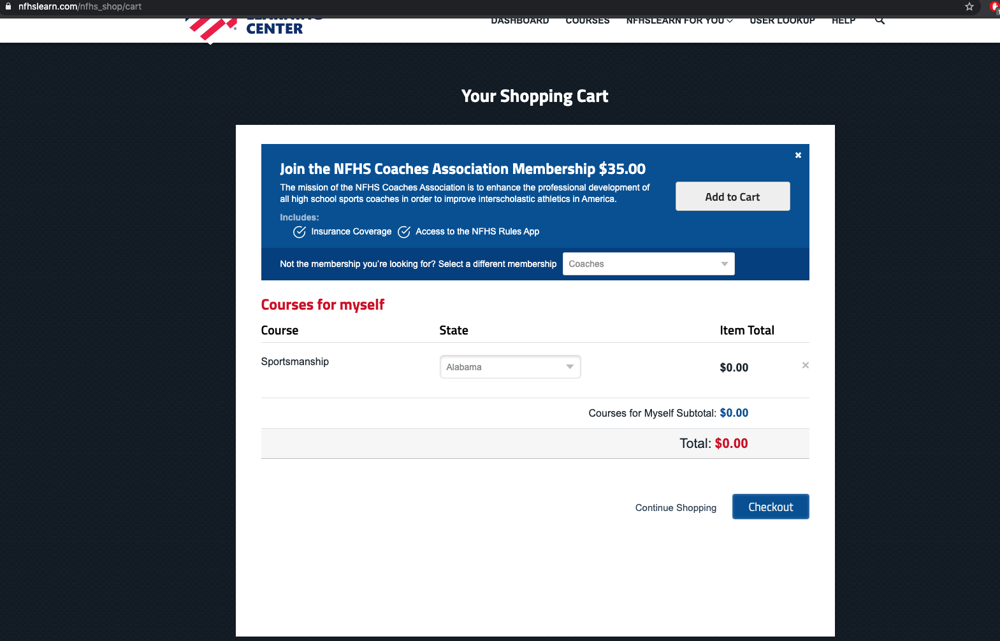 nfhslearn.com/nfhs_shop/cart
CENTER
DASHBOARD COURSES NFHSLEARN FOR YOU USER LOOKUP HELP
Your Shopping Cart
Join the NFHS Coaches Association Membership $35.00
The mission of the NFHS Coaches Association is to enhance the professional development of
all high school sports coaches in order to improve interscholastic athletics in America.
Add to Cart
Includes:
Insurance Coverage Access to the NFHS Rules App
Not the membership you’re looking for? Select a different membership Coaches
Courses for myself
Course State Item Total
Sportsmanship Alabama $0.00
Courses for Myself Subtotal: $0.00
Total: $0.00
Continue Shopping Checkout